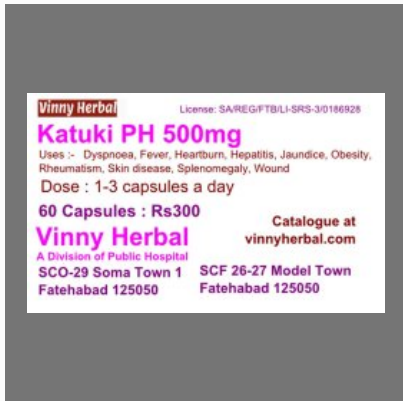 Vinny Herbal
License: SA/REG/FTB/LI-SRS-3/0186928
Katuki PH 500mg
Uses :- Dyspnoea, Fever, Heartburn, Hepatitis, Jaundice, Obesity,
Rheumatism, Skin disease, Splenomegaly, Wound
Dose : 1-3 capsules a day
60 Capsules : Rs300
Catalogue at
vinnyherbal.com
Vinny Herbal
A Division of Public Hospital
SCO-29 Soma Town 1
Fatehabad 125050
SCF 26-27 Model Town
Fatehabad 125050